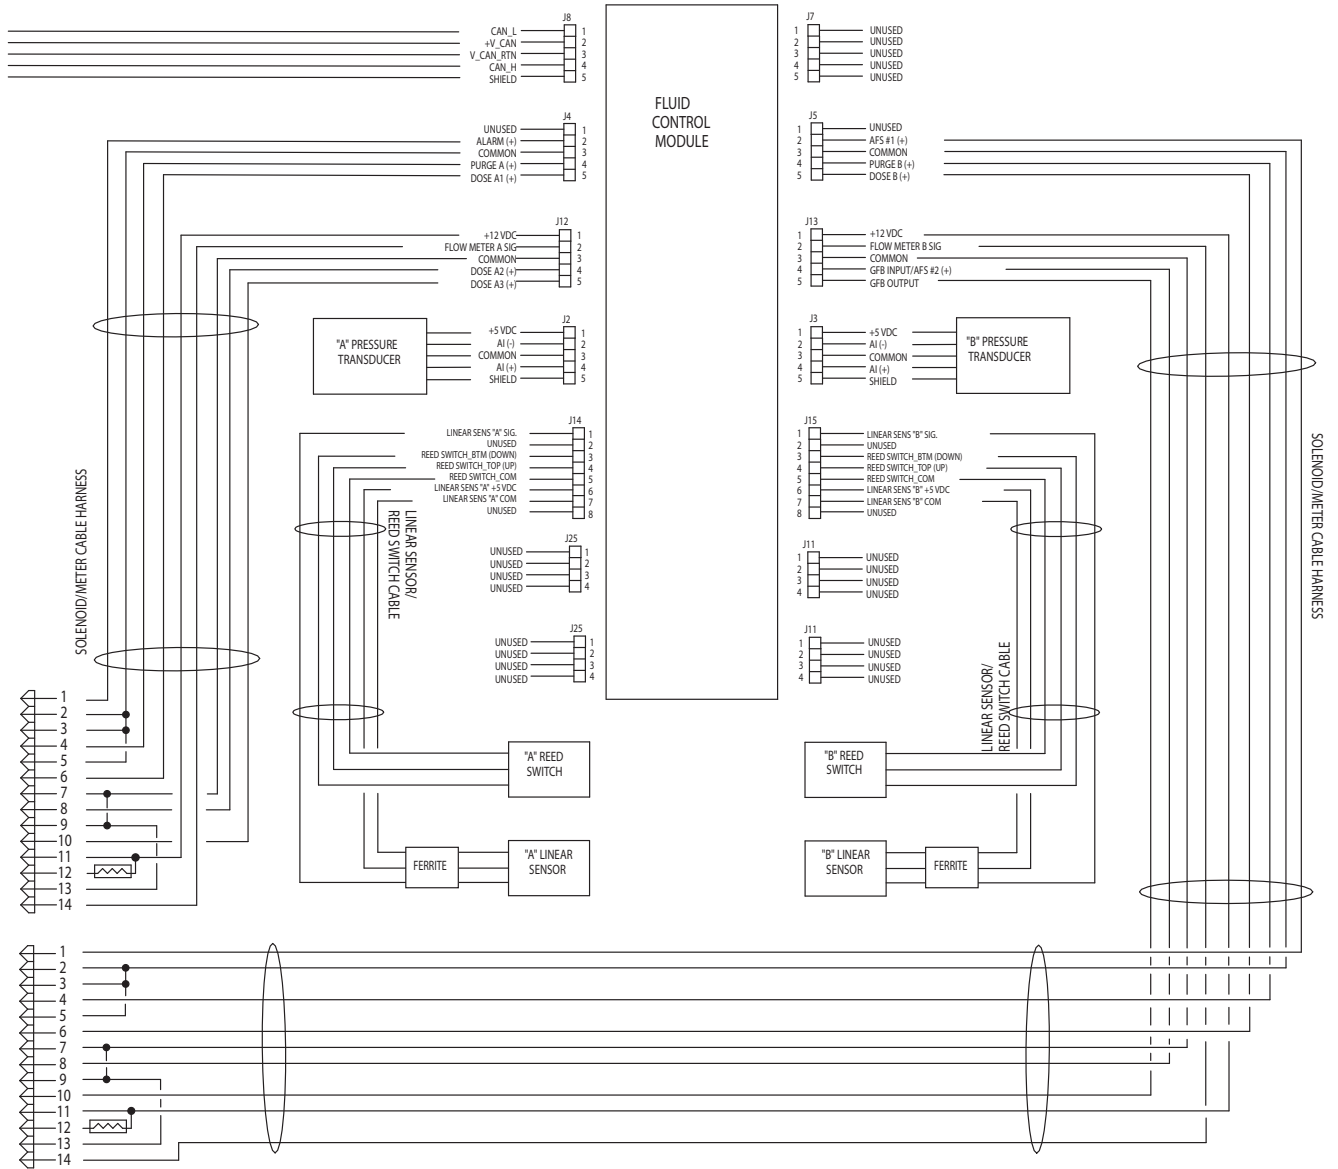 J8
CAN_L 1
+V_CAN 2
V_CAN_RTN 3
CAN_H 4
SHIELD 5
J4
UNUSED 1
ALARM (+) 2
COMMON 3
PURGE A (+) 4
DOSE A1 (+) 5
J12
+12 VDC 1
FLOW METER A SIG 2
COMMON 3
DOSE A2 (+) 4
DOSE A3 (+) 5
"A" PRESSURE
TRANSDUCER
J2
+5 VDC 1
AI (-) 2
COMMON 3
AI (+) 4
SHIELD 5
J14
LINEAR SENS "A" SIG. 1
UNUSED 2
REED SWITCH_BTM (DOWN) 3
REED SWITCH_TOP (UP) 4
REED SWITCH_COM 5
LINEAR SENS "A" +5 VDC 6
LINEAR SENS "A" COM 7
UNUSED 8
J25
UNUSED 1
UNUSED 2
UNUSED 3
UNUSED 4
J25
UNUSED 1
UNUSED 2
UNUSED 3
UNUSED 4
SOLENOID/METER CABLE HARNESS
LINEAR SENSOR/
REED SWITCH CABLE
"A" REED
SWITCH
FERRITE
"A" LINEAR
SENSOR
FLUID
CONTROL
MODULE
J7
1 UNUSED
2 UNUSED
3 UNUSED
4 UNUSED
5 UNUSED
J5
1 UNUSED
2 AFS #1 (+)
3 COMMON
4 PURGE B (+)
5 DOSE B (+)
J13
1 +12 VDC
2 FLOW METER B SIG
3 COMMON
4 GFB INPUT/AFS #2 (+)
5 GFB OUTPUT
J3
1 +5 VDC
2 AI (-)
3 COMMON
4 AI (+)
5 SHIELD
"B" PRESSURE
TRANSDUCER
J15
1 LINEAR SENS "B" SIG.
2 UNUSED
3 REED SWITCH_BTM (DOWN)
4 REED SWITCH_TOP (UP)
5 REED SWITCH_COM
6 LINEAR SENS "B" +5 VDC
7 LINEAR SENS "B" COM
8 UNUSED
J11
1 UNUSED
2 UNUSED
3 UNUSED
4 UNUSED
J11
1 UNUSED
2 UNUSED
3 UNUSED
4 UNUSED
LINEAR SENSOR/
REED SWITCH CABLE
SOLENOID/METER CABLE HARNESS
"B" REED
SWITCH
"B" LINEAR
SENSOR
FERRITE
1
2
3
4
5
6
7
8
9
10
11
12
13
14
1
2
3
4
5
6
7
8
9
10
11
12
13
14